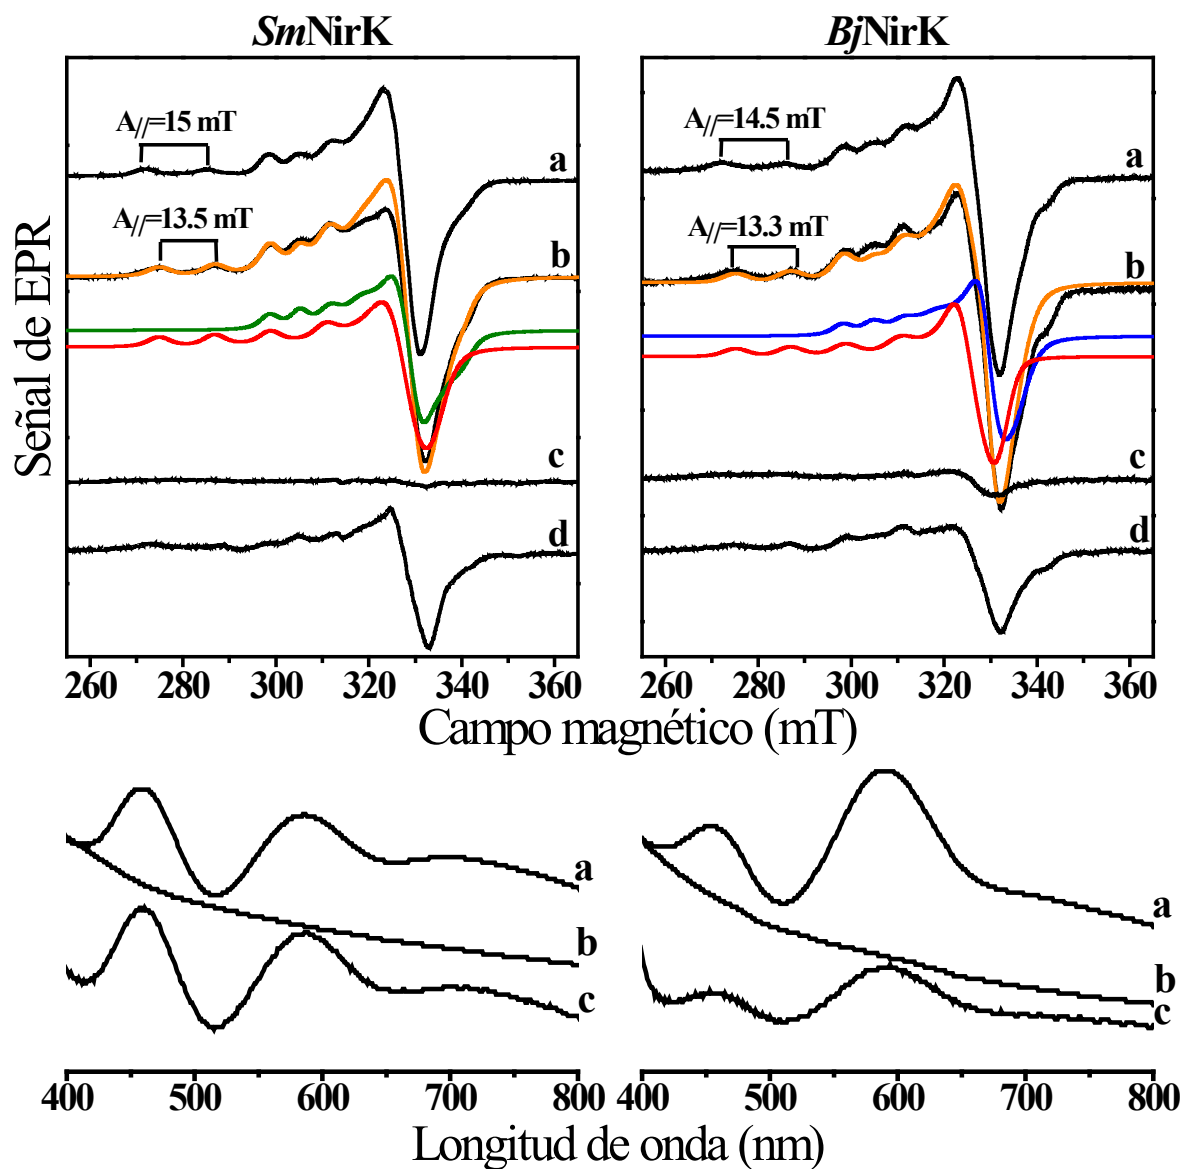 SmNirK
BjNirK
Señal de EPR
A//=15 mT
a
A//=13.5 mT
b
c
d
A//=14.5 mT
a
A//=13.3 mT
b
c
d
260 280 300 320 340 360
260 280 300 320 340 360
Campo magnético (mT)
a
b
c
a
b
c
400 500 600 700 800
400 500 600 700 800
Longitud de onda (nm)